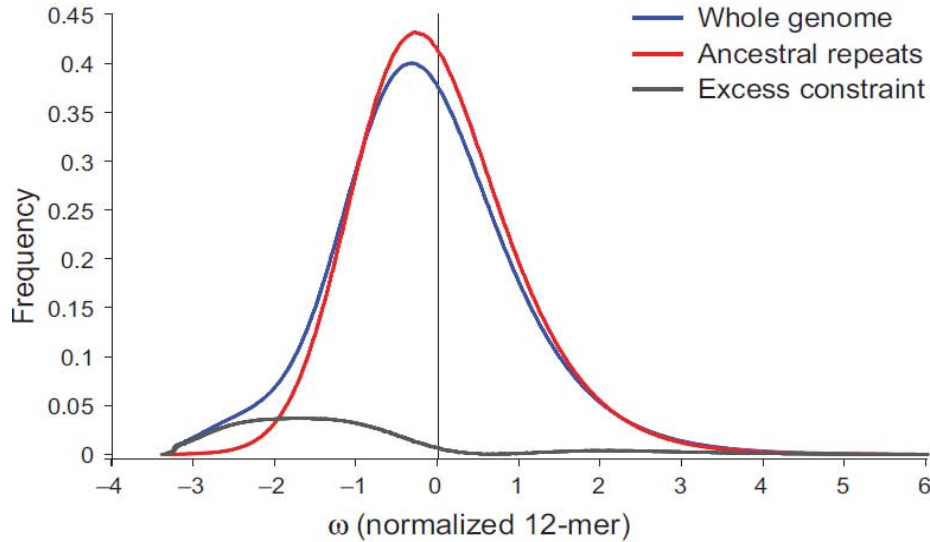 0.45
0.4
0.35
0.3
0.25
0.2
0.15
0.1
0.05
0
Frequency
Whole genome
Ancestral repeats
Excess constraint
–4 –3 –2 –1 0 1 2 3 4 5 6
ω (normalized 12-mer)